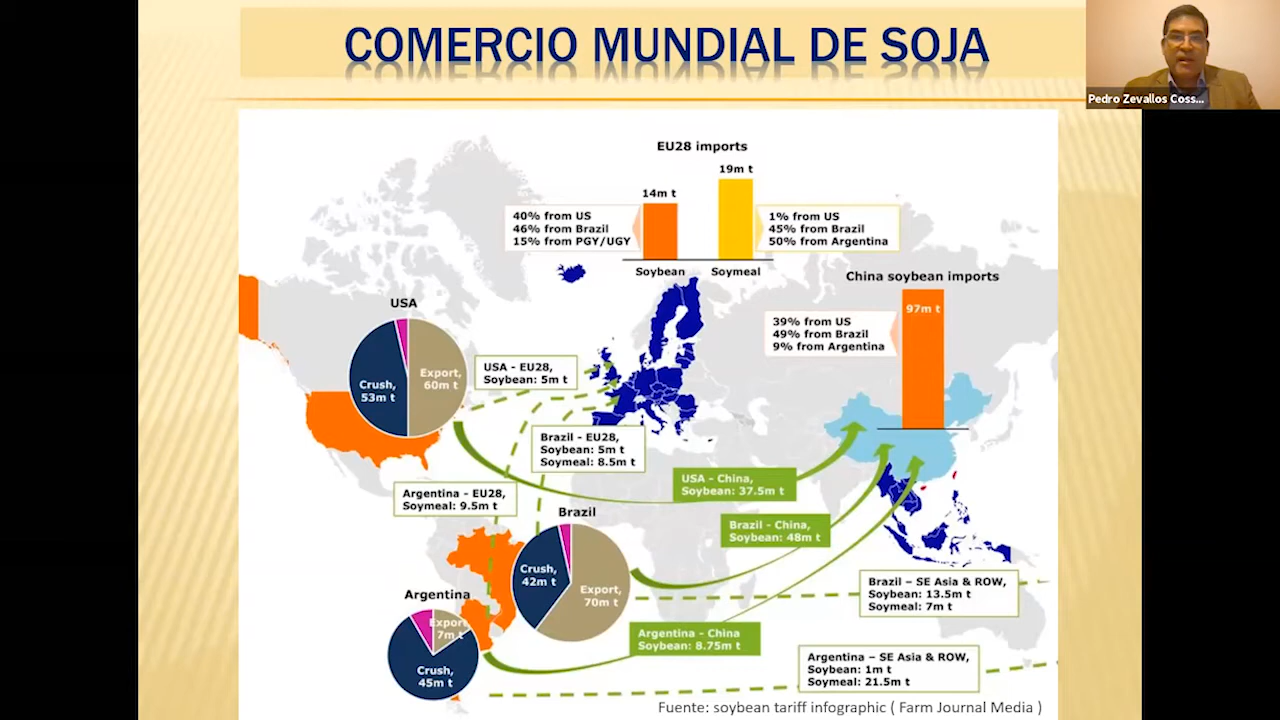 COMERCIO MUNDIAL DE SOJA
Pedro Zevallos Coss...
EU28 imports
19m t
14m t
40% from US
46% from Brazil
15% from PGY/UGY
1% from US
45% from Brazil
50% from Argentina
Soybean
Soymeal
China soybean imports
97m t
39% from US
49% from Brazil
9% from Argentina
USA
Crush,
53m t
Export,
60m t
USA - EU28,
Soybean: 5m t
Brazil - EU28,
Soybean: 5m t
Soymeal: 8.5m t
USA - China,
Soybean: 37.5m t
Argentina - EU28,
Soymeal: 9.5m t
Brazil
Crush,
42m t
Export,
70m t
Brazil - China,
Soybean: 48m t
Brazil – SE Asia & ROW,
Soybean: 13.5m t
Soymeal: 7m t
Argentina
Export
7m t
Crush,
45m t
Argentina - China
Soybean: 8.75m t
Argentina – SE Asia & ROW,
Soybean: 1m t
Soymeal: 21.5m t
Fuente: soybean tariff infographic ( Farm Journal Media )